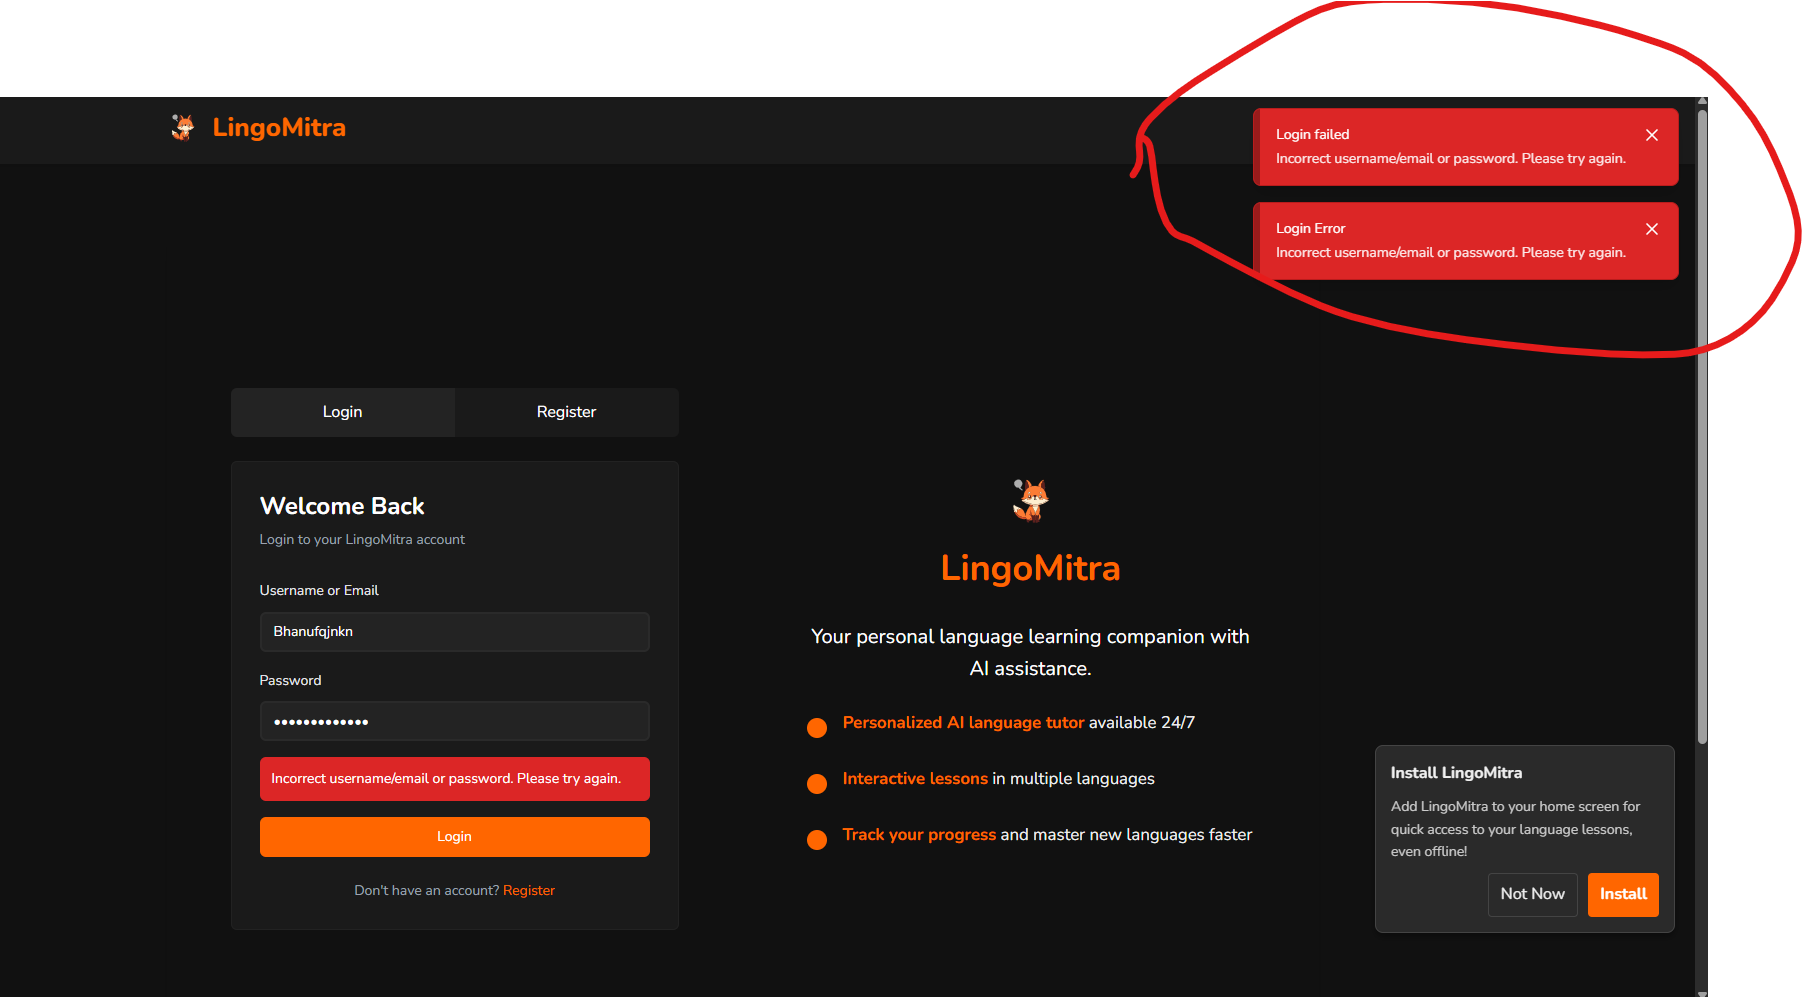 LingoMitra
Login failed
Incorrect username/email or password. Please try again.
Login Error
Incorrect username/email or password. Please try again.
Login
Register
Welcome Back
Login to your LingoMitra account
Username or Email
Bhanufqjnkn
Password
•••••••••••••
Incorrect username/email or password. Please try again.
Login
Don't have an account? Register
LingoMitra
Your personal language learning companion with
AI assistance.
Personalized AI language tutor available 24/7
Interactive lessons in multiple languages
Track your progress and master new languages faster
Install LingoMitra
Add LingoMitra to your home screen for
quick access to your language lessons,
even offline!
Not Now
Install